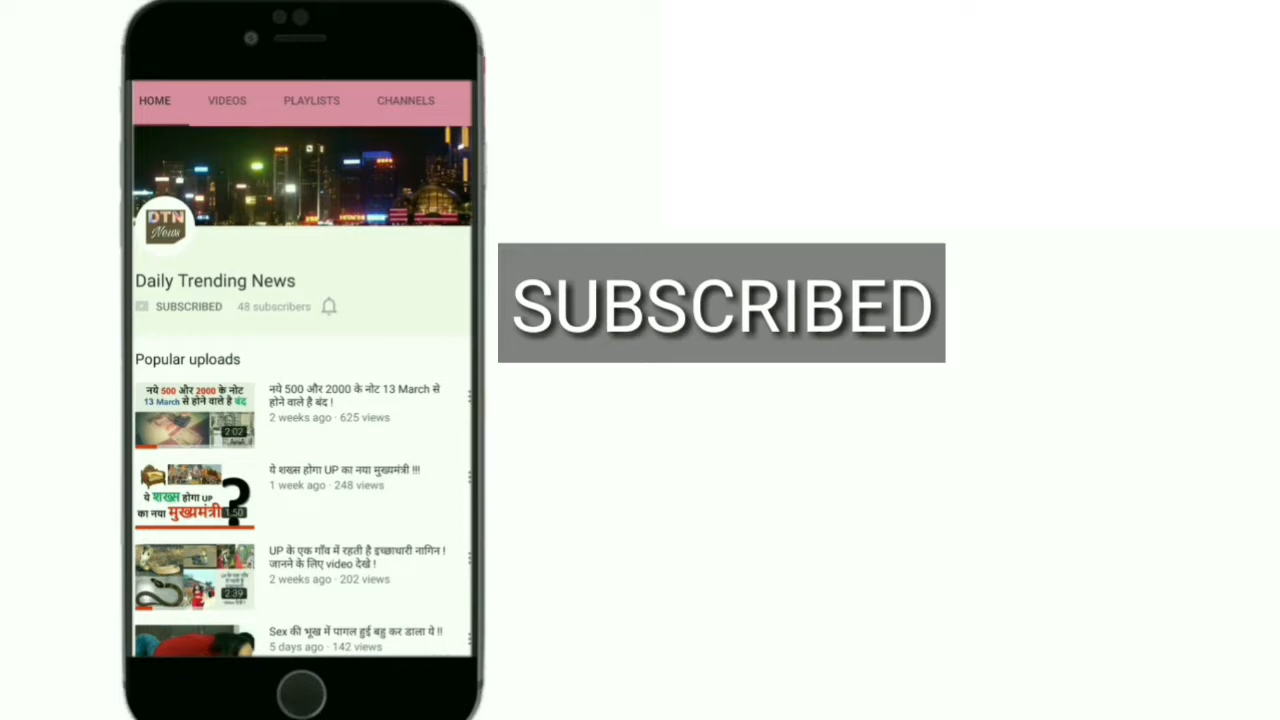 HOME VIDEOS PLAYLISTS CHANNELS
DTN
News
Daily Trending News
SUBSCRIBED 48 subscribers
SUBSCRIBED
Popular uploads
नये 500 और 2000 के नोट
13 March से होने वाले है बंद
2:02
नये 500 और 2000 के नोट 13 March से
होने वाले है बंद !
2 weeks ago · 625 views
ये शख्स होगा UP
का नया मुख्यमंत्री
?
1:50
ये शख्स होगा UP का नया मुख्यमंत्री !!!
1 week ago · 248 views
2:39
UP के एक गाँव में रहती है इच्छाधारी नागिन !
जानने के लिए video देखे !
2 weeks ago · 202 views
Sex की भूख में पागल हुई बहु कर डाला ये !!
5 days ago · 142 views